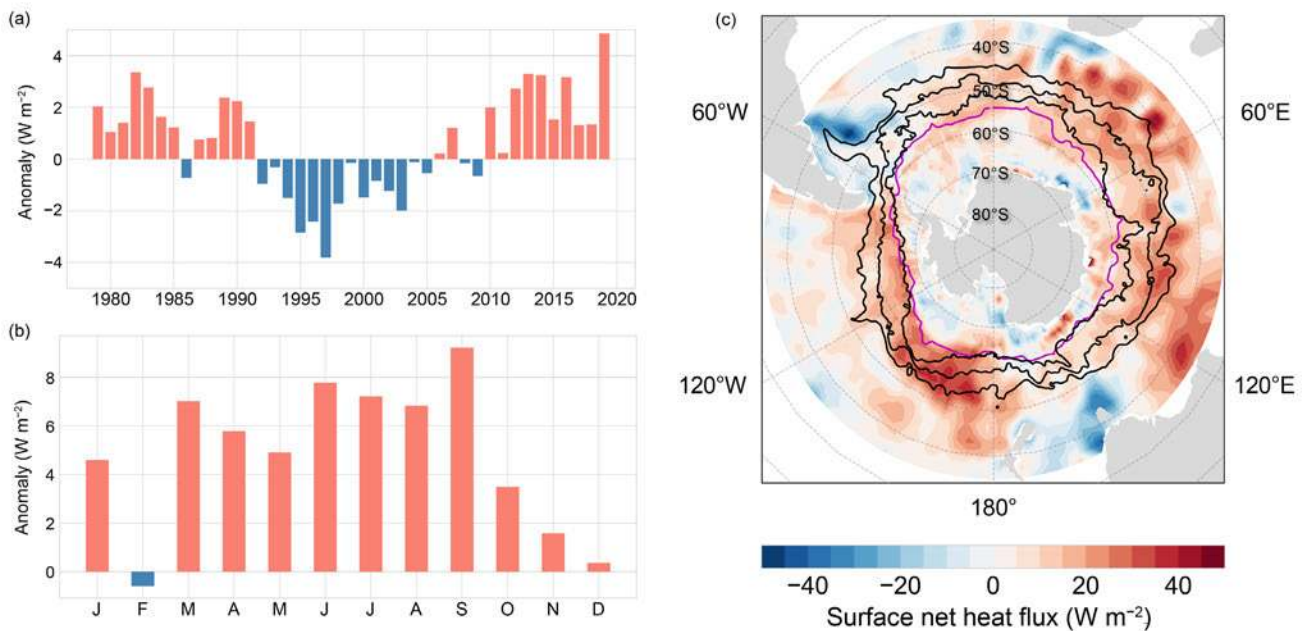 (a)
Anomaly (W m⁻²)
4
2
0
−2
−4
1980 1985 1990 1995 2000 2005 2010 2015 2020
(b)
Anomaly (W m⁻²)
8
6
4
2
0
J F M A M J J A S O N D
(c)
40°S
50°S
60°S
70°S
80°S
60°W
60°E
120°W
120°E
180°
−40 −20 0 20 40
Surface net heat flux (W m⁻²)